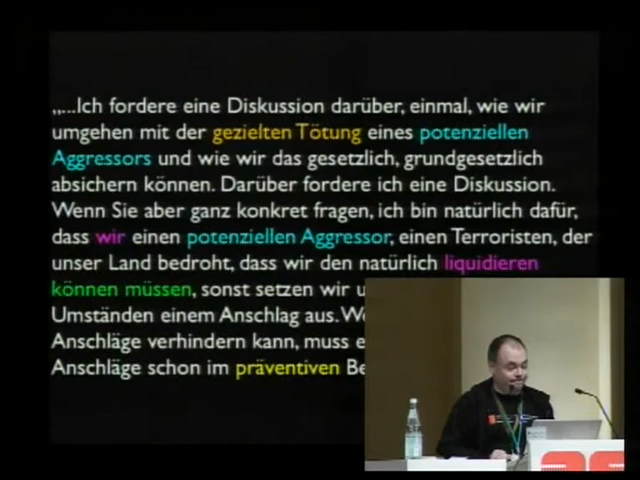 „...Ich fordere eine Diskussion darüber, einmal, wie wir
umgehen mit der gezielten Tötung eines potenziellen
Aggressors und wie wir das gesetzlich, grundgesetzlich
absichern können. Darüber fordere ich eine Diskussion.
Wenn Sie aber ganz konkret fragen, ich bin natürlich dafür,
dass wir einen potenziellen Aggressor, einen Terroristen, der
unser Land bedroht, dass wir den natürlich liquidieren
können müssen, sonst setzen wir
Umständen einem Anschlag aus.
Anschläge verhindern kann, muss
Anschläge schon im präventiven